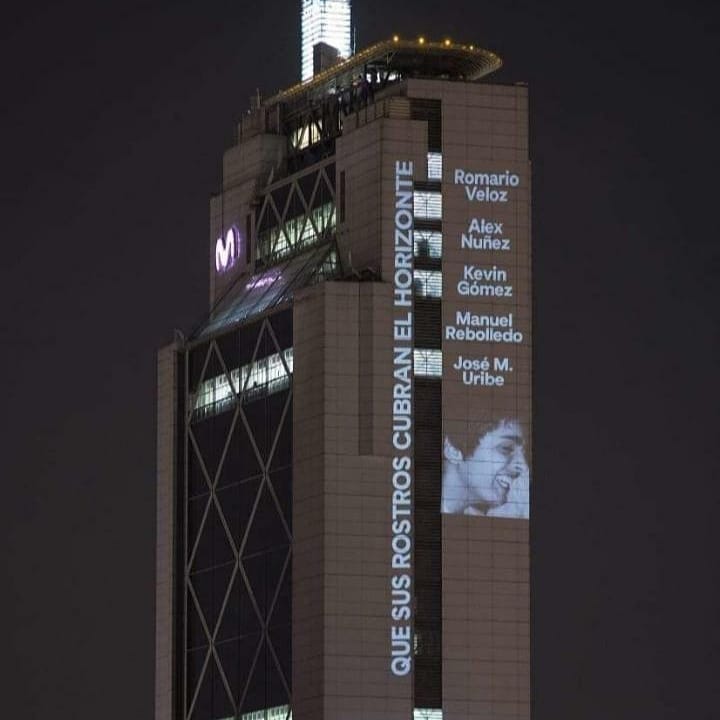 M
QUE SUS ROSTROS CUBRAN EL HORIZONTE
Romario
Veloz
Alex
Nuñez
Kevin
Gómez
Manuel
Rebolledo
José M.
Uribe